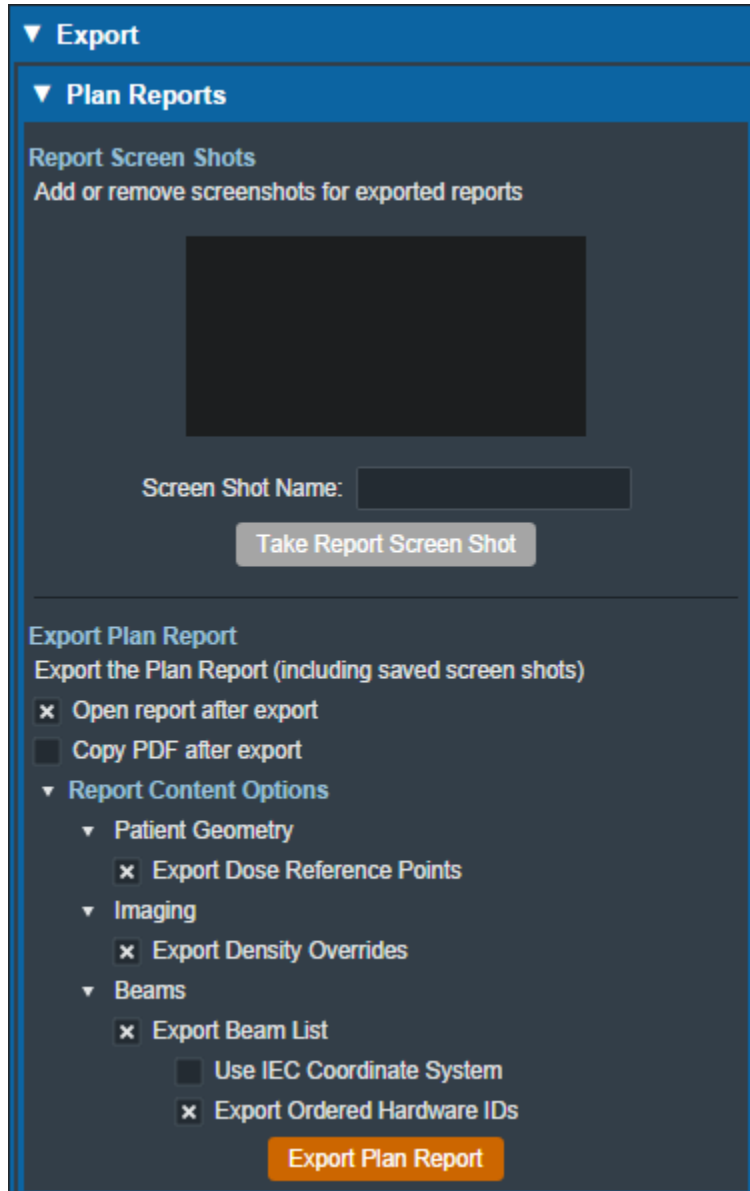 Export
Plan Reports
Report Screen Shots
Add or remove screenshots for exported reports
Screen Shot Name:
Take Report Screen Shot
Export Plan Report
Export the Plan Report (including saved screen shots)
Open report after export
Copy PDF after export
Report Content Options
Patient Geometry
Export Dose Reference Points
Imaging
Export Density Overrides
Beams
Export Beam List
Use IEC Coordinate System
Export Ordered Hardware IDs
Export Plan Report